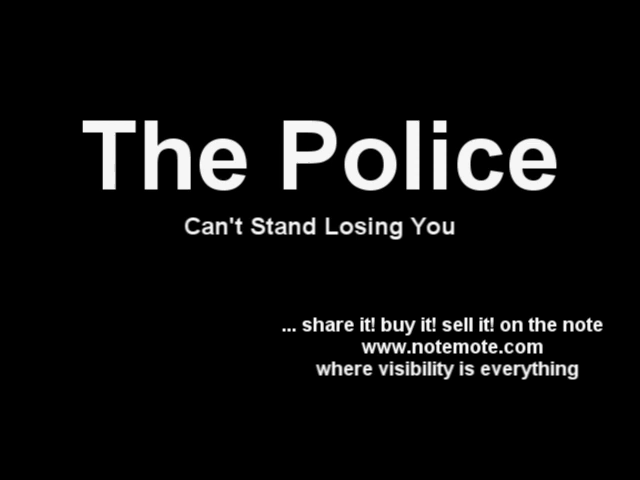 The Police
Can't Stand Losing You
... share it! buy it! sell it! on the note
www.notemote.com
where visibility is everything